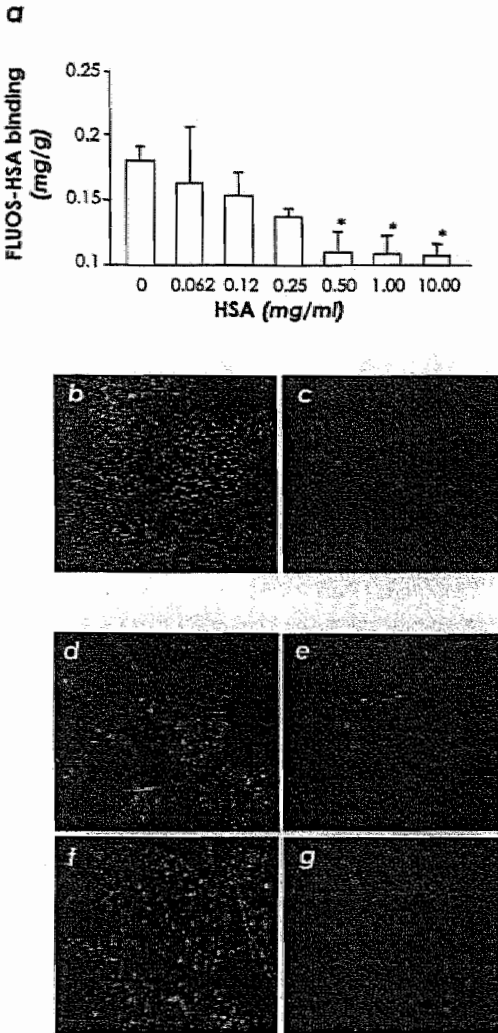 a
FLUOS-HSA binding
(mg/g)
0.25
0.2
0.15
0.1
* * *
0 0.062 0.12 0.25 0.50 1.00 10.00
HSA (mg/ml)
b c
d e
f g